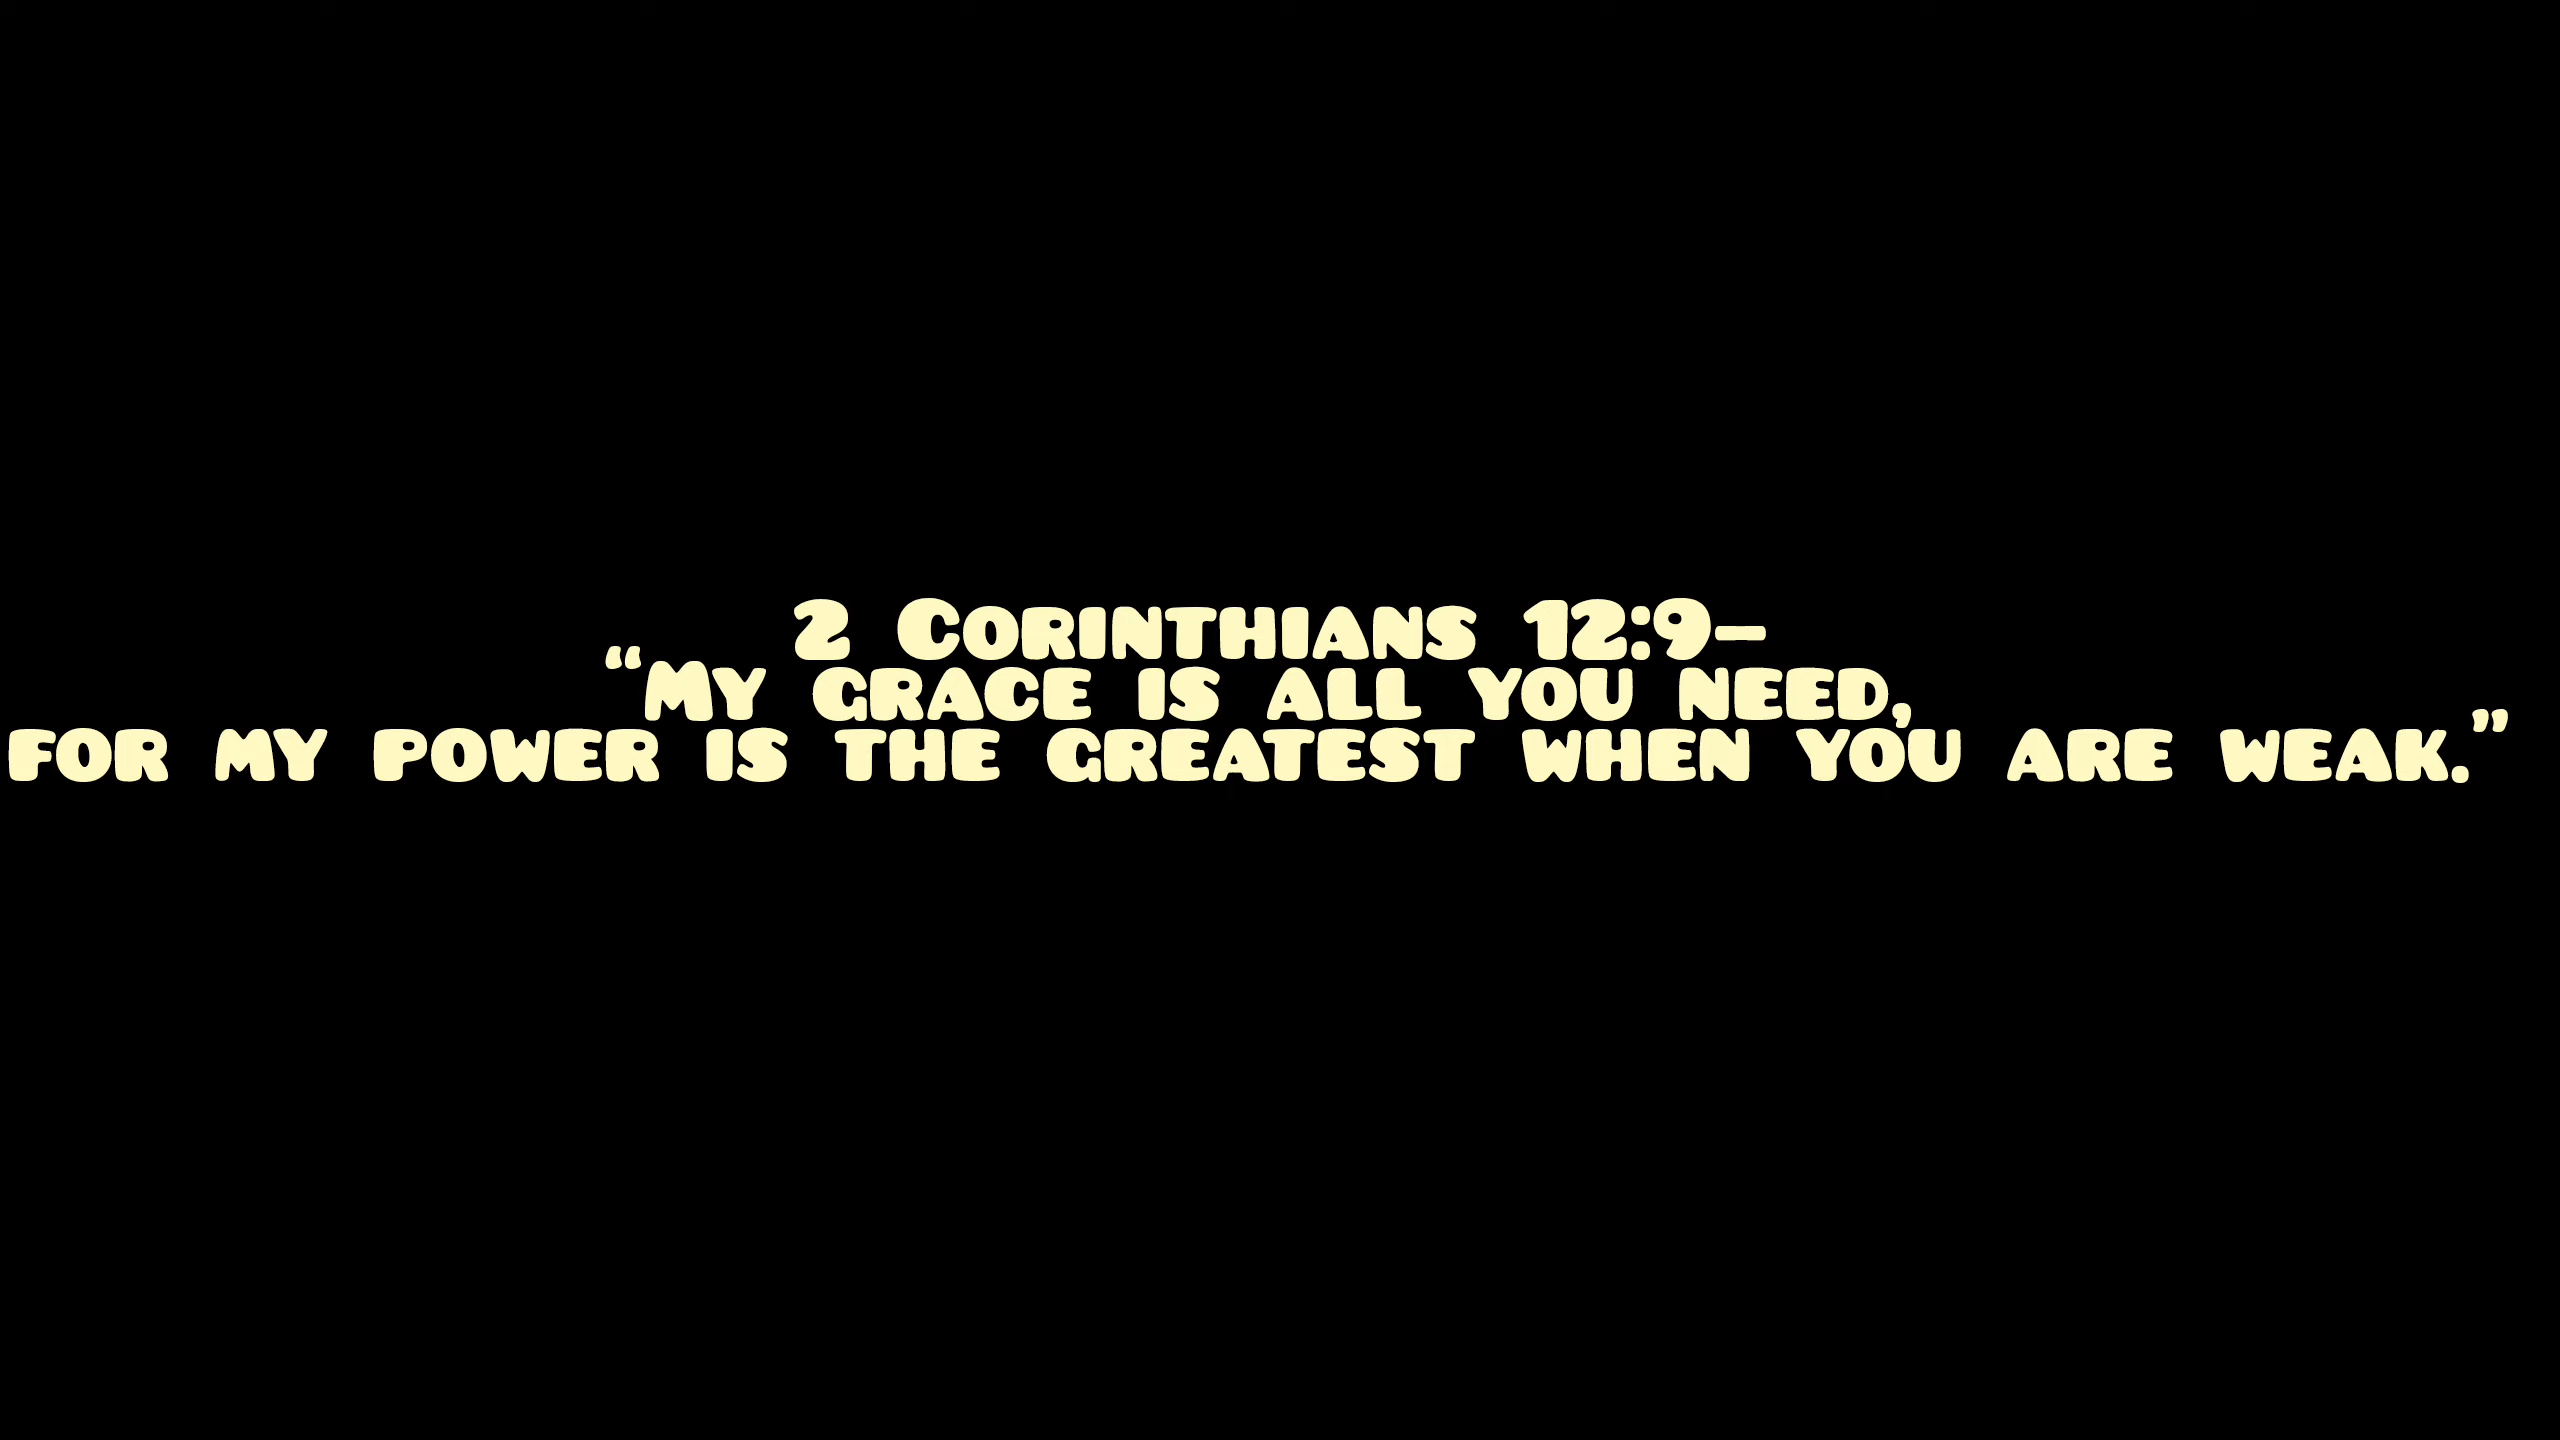 2 Corinthians 12:9—
“My grace is all you need,
for my power is the greatest when you are weak.”